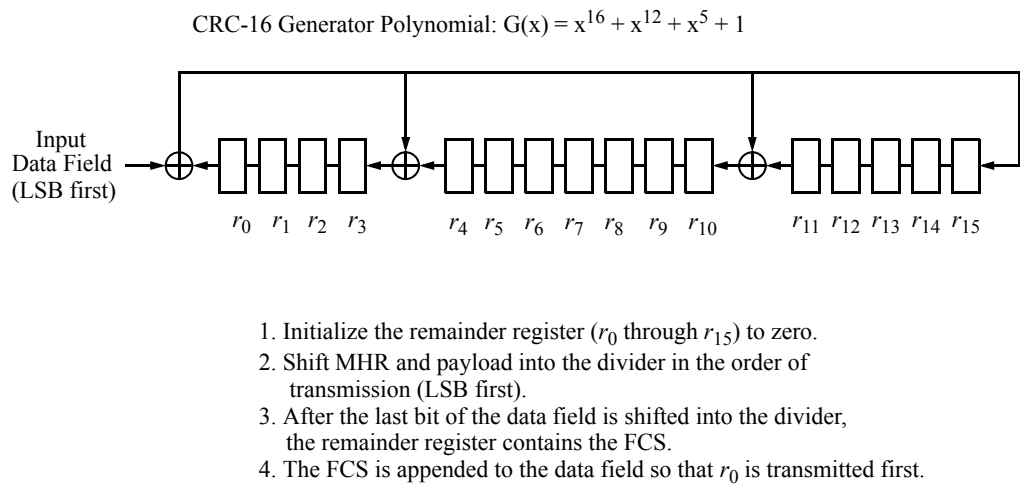 CRC-16 Generator Polynomial: G(x) = x¹⁶ + x¹² + x⁵ + 1
Input
Data Field
(LSB first)
r₀ r₁ r₂ r₃ r₄ r₅ r₆ r₇ r₈ r₉ r₁₀ r₁₁ r₁₂ r₁₃ r₁₄ r₁₅
1. Initialize the remainder register (r₀ through r₁₅) to zero.
2. Shift MHR and payload into the divider in the order of
transmission (LSB first).
3. After the last bit of the data field is shifted into the divider,
the remainder register contains the FCS.
4. The FCS is appended to the data field so that r₀ is transmitted first.